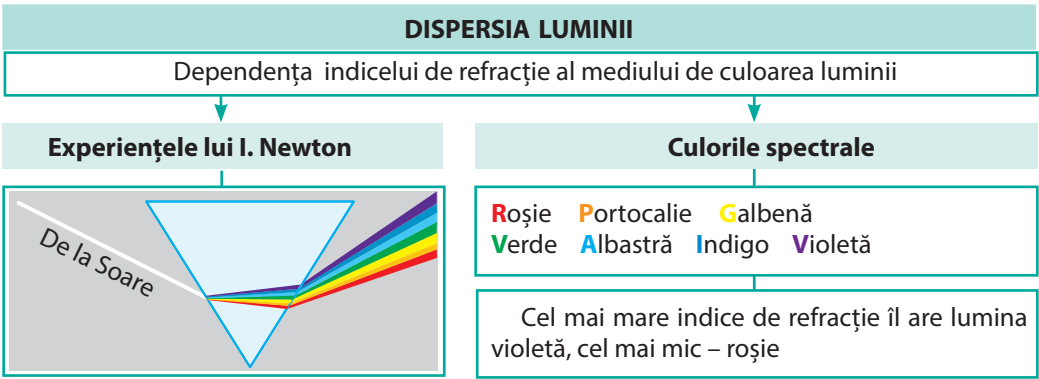 DISPERSIA LUMINII
Dependența indicelui de refracție al mediului de culoarea luminii
Experiențele lui I. Newton
De la Soare
Culorile spectrale
Roșie Portocalie Galbenă
Verde Albastră Indigo Violetă
Cel mai mare indice de refracție îl are lumina
violetă, cel mai mic – roșie